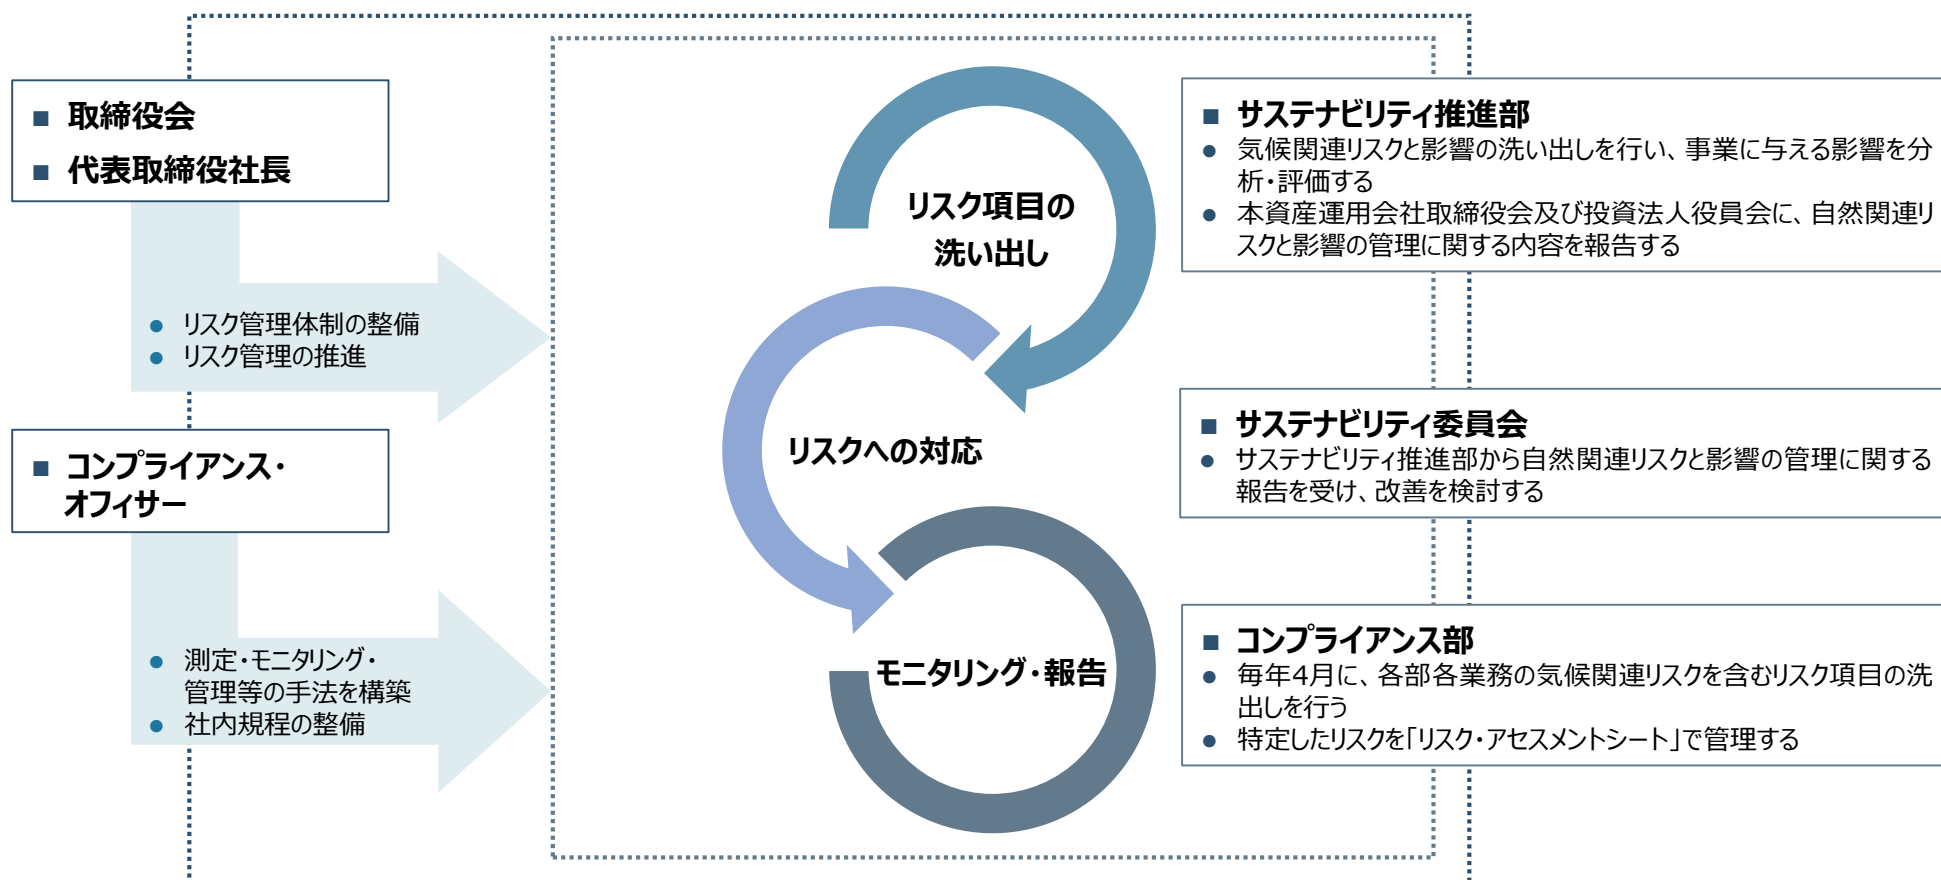 ■ 取締役会
■ 代表取締役社長
● リスク管理体制の整備
● リスク管理の推進
■ コンプライアンス・
オフィサー
● 測定・モニタリング・
管理等の手法を構築
● 社内規程の整備
リスク項目の
洗い出し
リスクへの対応
モニタリング・報告
■ サステナビリティ推進部
● 気候関連リスクと影響の洗い出しを行い、事業に与える影響を分
析・評価する
● 本資産運用会社取締役会及び投資法人役員会に、自然関連リ
スクと影響の管理に関する内容を報告する
■ サステナビリティ委員会
● サステナビリティ推進部から自然関連リスクと影響の管理に関する
報告を受け、改善を検討する
■ コンプライアンス部
● 毎年4月に、各部各業務の気候関連リスクを含むリスク項目の洗
出しを行う
● 特定したリスクを「リスク・アセスメントシート」で管理する